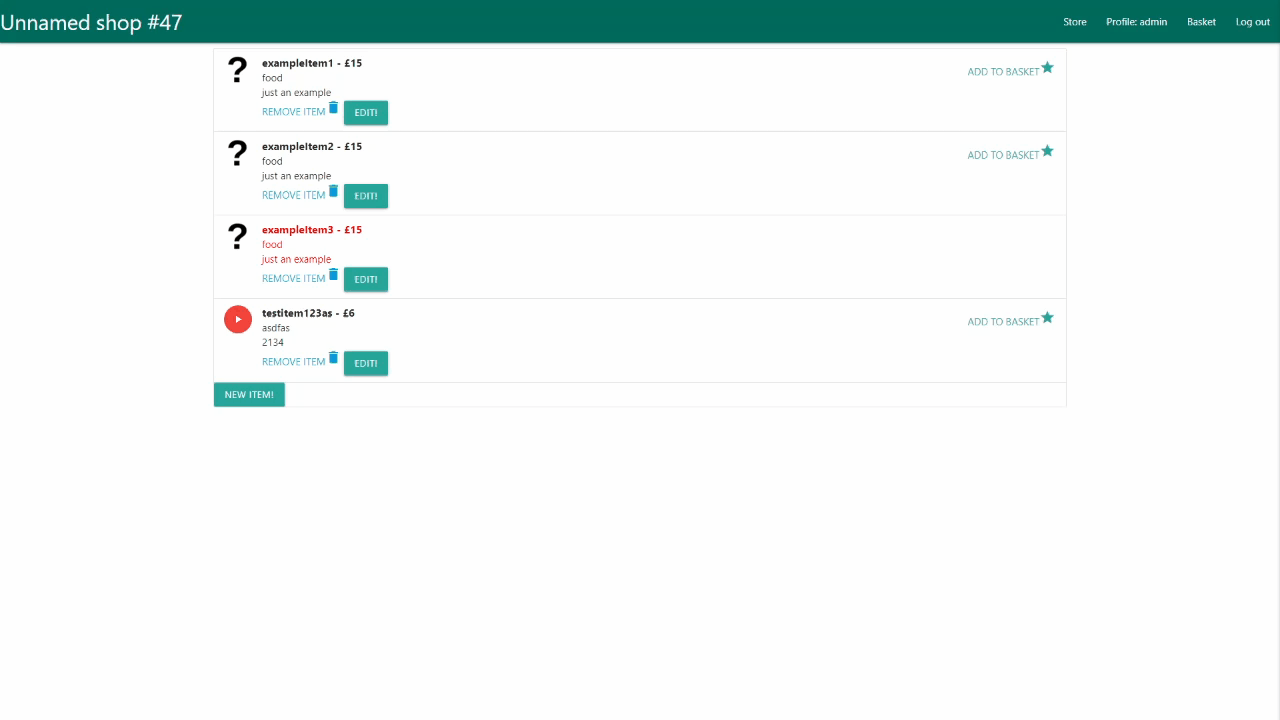 Unnamed shop #47
Store Profile: admin Basket Log out
? exampleItem1 - £15
food
ADD TO BASKET
just an example
REMOVE ITEM EDIT!
? exampleItem2 - £15
food
ADD TO BASKET
just an example
REMOVE ITEM EDIT!
? exampleItem3 - £15
food
just an example
REMOVE ITEM EDIT!
testitem123as - £6
asdfas
ADD TO BASKET
2134
REMOVE ITEM EDIT!
NEW ITEM!